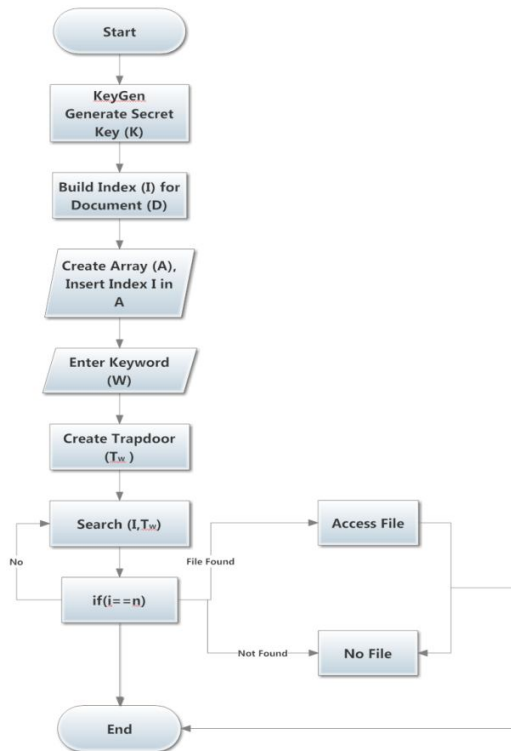 Start
KeyGen
Generate Secret
Key (K)
Build Index (I) for
Document (D)
Create Array (A),
Insert Index I in
A
Enter Keyword
(W)
Create Trapdoor
(Tw )
Search (I,Tw)
No
if(i==n)
File Found
Access File
Not Found
No File
End